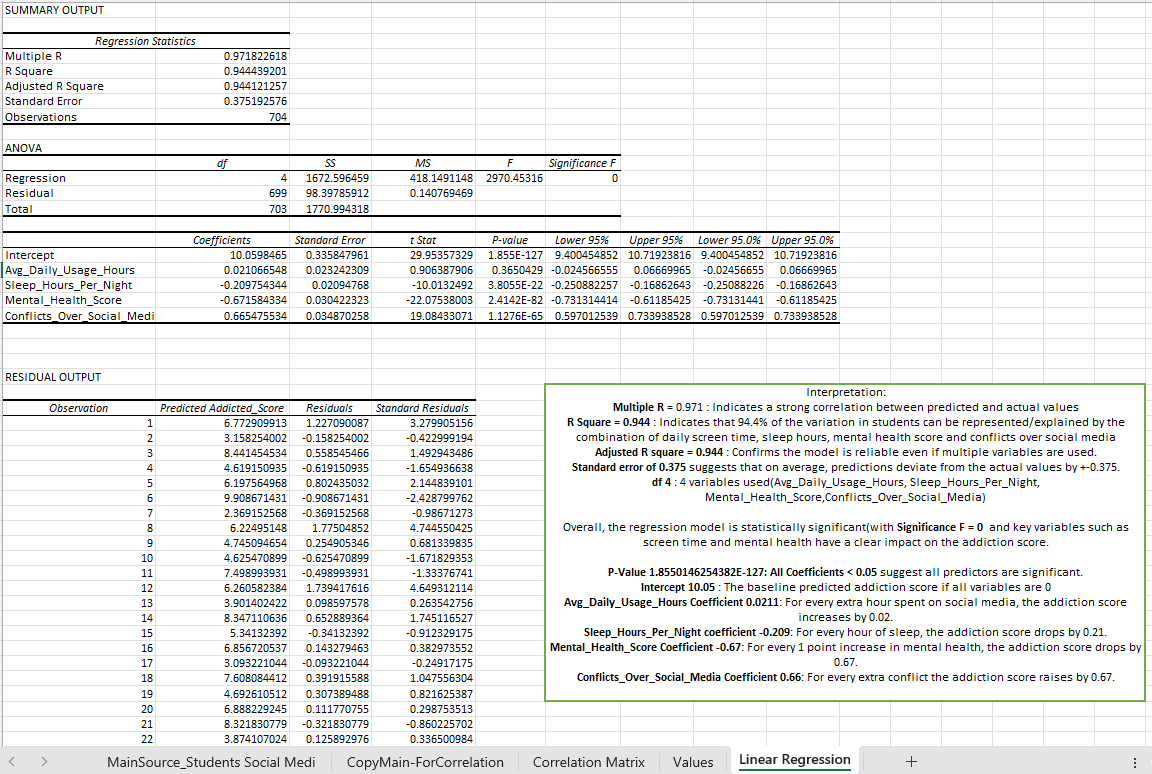 SUMMARY OUTPUT
Regression Statistics
Multiple R 0.971822618
R Square 0.944439201
Adjusted R Square 0.944121257
Standard Error 0.375192576
Observations 704
ANOVA
df SS MS F Significance F
Regression 4 1672.596459 418.1491148 2970.45316 0
Residual 699 98.39785912 0.140769469
Total 703 1770.994318
Coefficients Standard Error t Stat P-value Lower 95% Upper 95% Lower 95.0% Upper 95.0%
Intercept 10.0598465 0.335847961 29.95357329 1.855E-127 9.400454852 10.71923816 9.400454852 10.71923816
Avg_Daily_Usage_Hours 0.021066548 0.023242309 0.906387906 0.3650429 -0.024566555 0.06669965 -0.02456655 0.06669965
Sleep_Hours_Per_Night -0.209754344 0.02094768 -10.0132492 3.8055E-22 -0.250882257 -0.16862643 -0.25088226 -0.16862643
Mental_Health_Score -0.671584334 0.030422323 -22.07538003 2.4142E-82 -0.731314414 -0.61185425 -0.73131441 -0.61185425
Conflicts_Over_Social_Medi 0.665475534 0.034870258 19.08433071 1.1276E-65 0.597012539 0.733938528 0.597012539 0.733938528
RESIDUAL OUTPUT
Observation Predicted Addicted_Score Residuals Standard Residuals
1 6.772909913 1.227090087 3.279905156
2 3.158254002 -0.158254002 -0.422999194
3 8.441454534 0.558545466 1.492943486
4 4.619150935 -0.619150935 -1.654936638
5 6.197564968 0.802435032 2.144839101
6 9.908671431 -0.908671431 -2.428799762
7 2.369152568 -0.369152568 -0.98671273
8 6.22495148 1.77504852 4.744550425
9 4.745094654 0.254905346 0.681339835
10 4.625470899 -0.625470899 -1.671829353
11 7.498993931 -0.498993931 -1.33376741
12 6.260582384 1.739417616 4.649312114
13 3.901402422 0.098597578 0.263542756
14 8.347110636 0.652889364 1.745116527
15 5.34132392 -0.34132392 -0.912329175
16 6.856720537 0.143279463 0.382973552
17 3.093221044 -0.093221044 -0.24917175
18 7.608084412 0.391915588 1.047556304
19 4.692610512 0.307389488 0.821625387
20 6.888229245 0.111770755 0.298753513
21 8.321830779 -0.321830779 -0.860225702
22 3.874107024 0.125892976 0.336500984
Interpretation:
Multiple R = 0.971 : Indicates a strong correlation between predicted and actual values
R Square = 0.944 : Indicates that 94.4% of the variation in students can be represented/explained by the
combination of daily screen time, sleep hours, mental health score and conflicts over social media
Adjusted R square = 0.944 : Confirms the model is reliable even if multiple variables are used.
Standard error of 0.375 suggests that on average, predictions deviate from the actual values by +-0.375.
df 4 : 4 variables used(Avg_Daily_Usage_Hours, Sleep_Hours_Per_Night,
Mental_Health_Score,Conflicts_Over_Social_Media)
Overall, the regression model is statistically significant(with Significance F = 0 and key variables such as
screen time and mental health have a clear impact on the addiction score.
P-Value 1.8550146254382E-127: All Coefficients < 0.05 suggest all predictors are significant.
Intercept 10.05 : The baseline predicted addiction score if all variables are 0
Avg_Daily_Usage_Hours Coefficient 0.0211: For every extra hour spent on social media, the addiction score
increases by 0.02.
Sleep_Hours_Per_Night coefficient -0.209: For every hour of sleep, the addiction score drops by 0.21.
Mental_Health_Score Coefficient -0.67: For every 1 point increase in mental health, the addiction score drops by
0.67.
Conflicts_Over_Social_Media Coefficient 0.66: For every extra conflict the addiction score raises by 0.67.
MainSource_Students Social Medi CopyMain-ForCorrelation Correlation Matrix Values Linear Regression